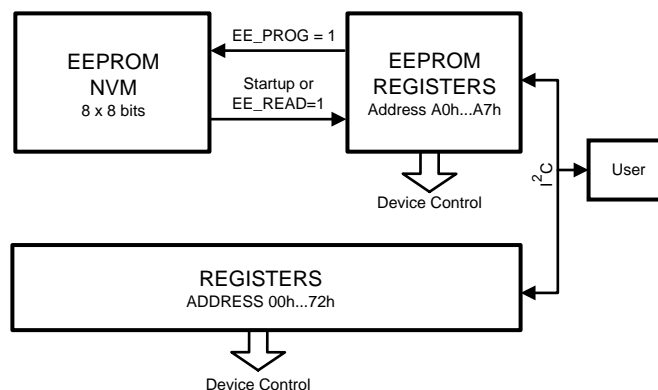 EEPROM
NVM
8 x 8 bits
EE_PROG = 1
Startup or
EE_READ=1
EEPROM
REGISTERS
Address A0h...A7h
Device Control
I²C
User
REGISTERS
ADDRESS 00h...72h
Device Control